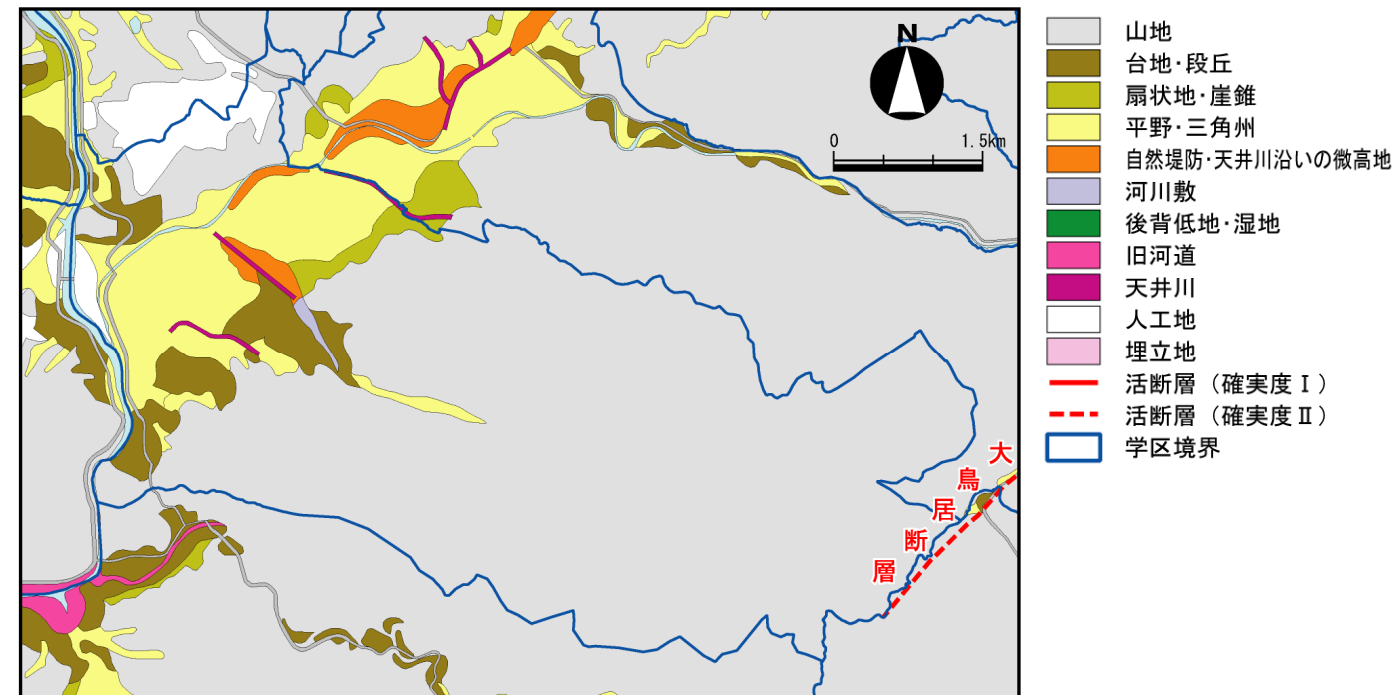 N
0 1.5km
大鳥居断層
山地
台地・段丘
扇状地・崖錐
平野・三角州
自然堤防・天井川沿いの微高地
河川敷
後背低地・湿地
旧河道
天井川
人工地
埋立地
活断層（確実度Ⅰ）
活断層（確実度Ⅱ）
学区境界